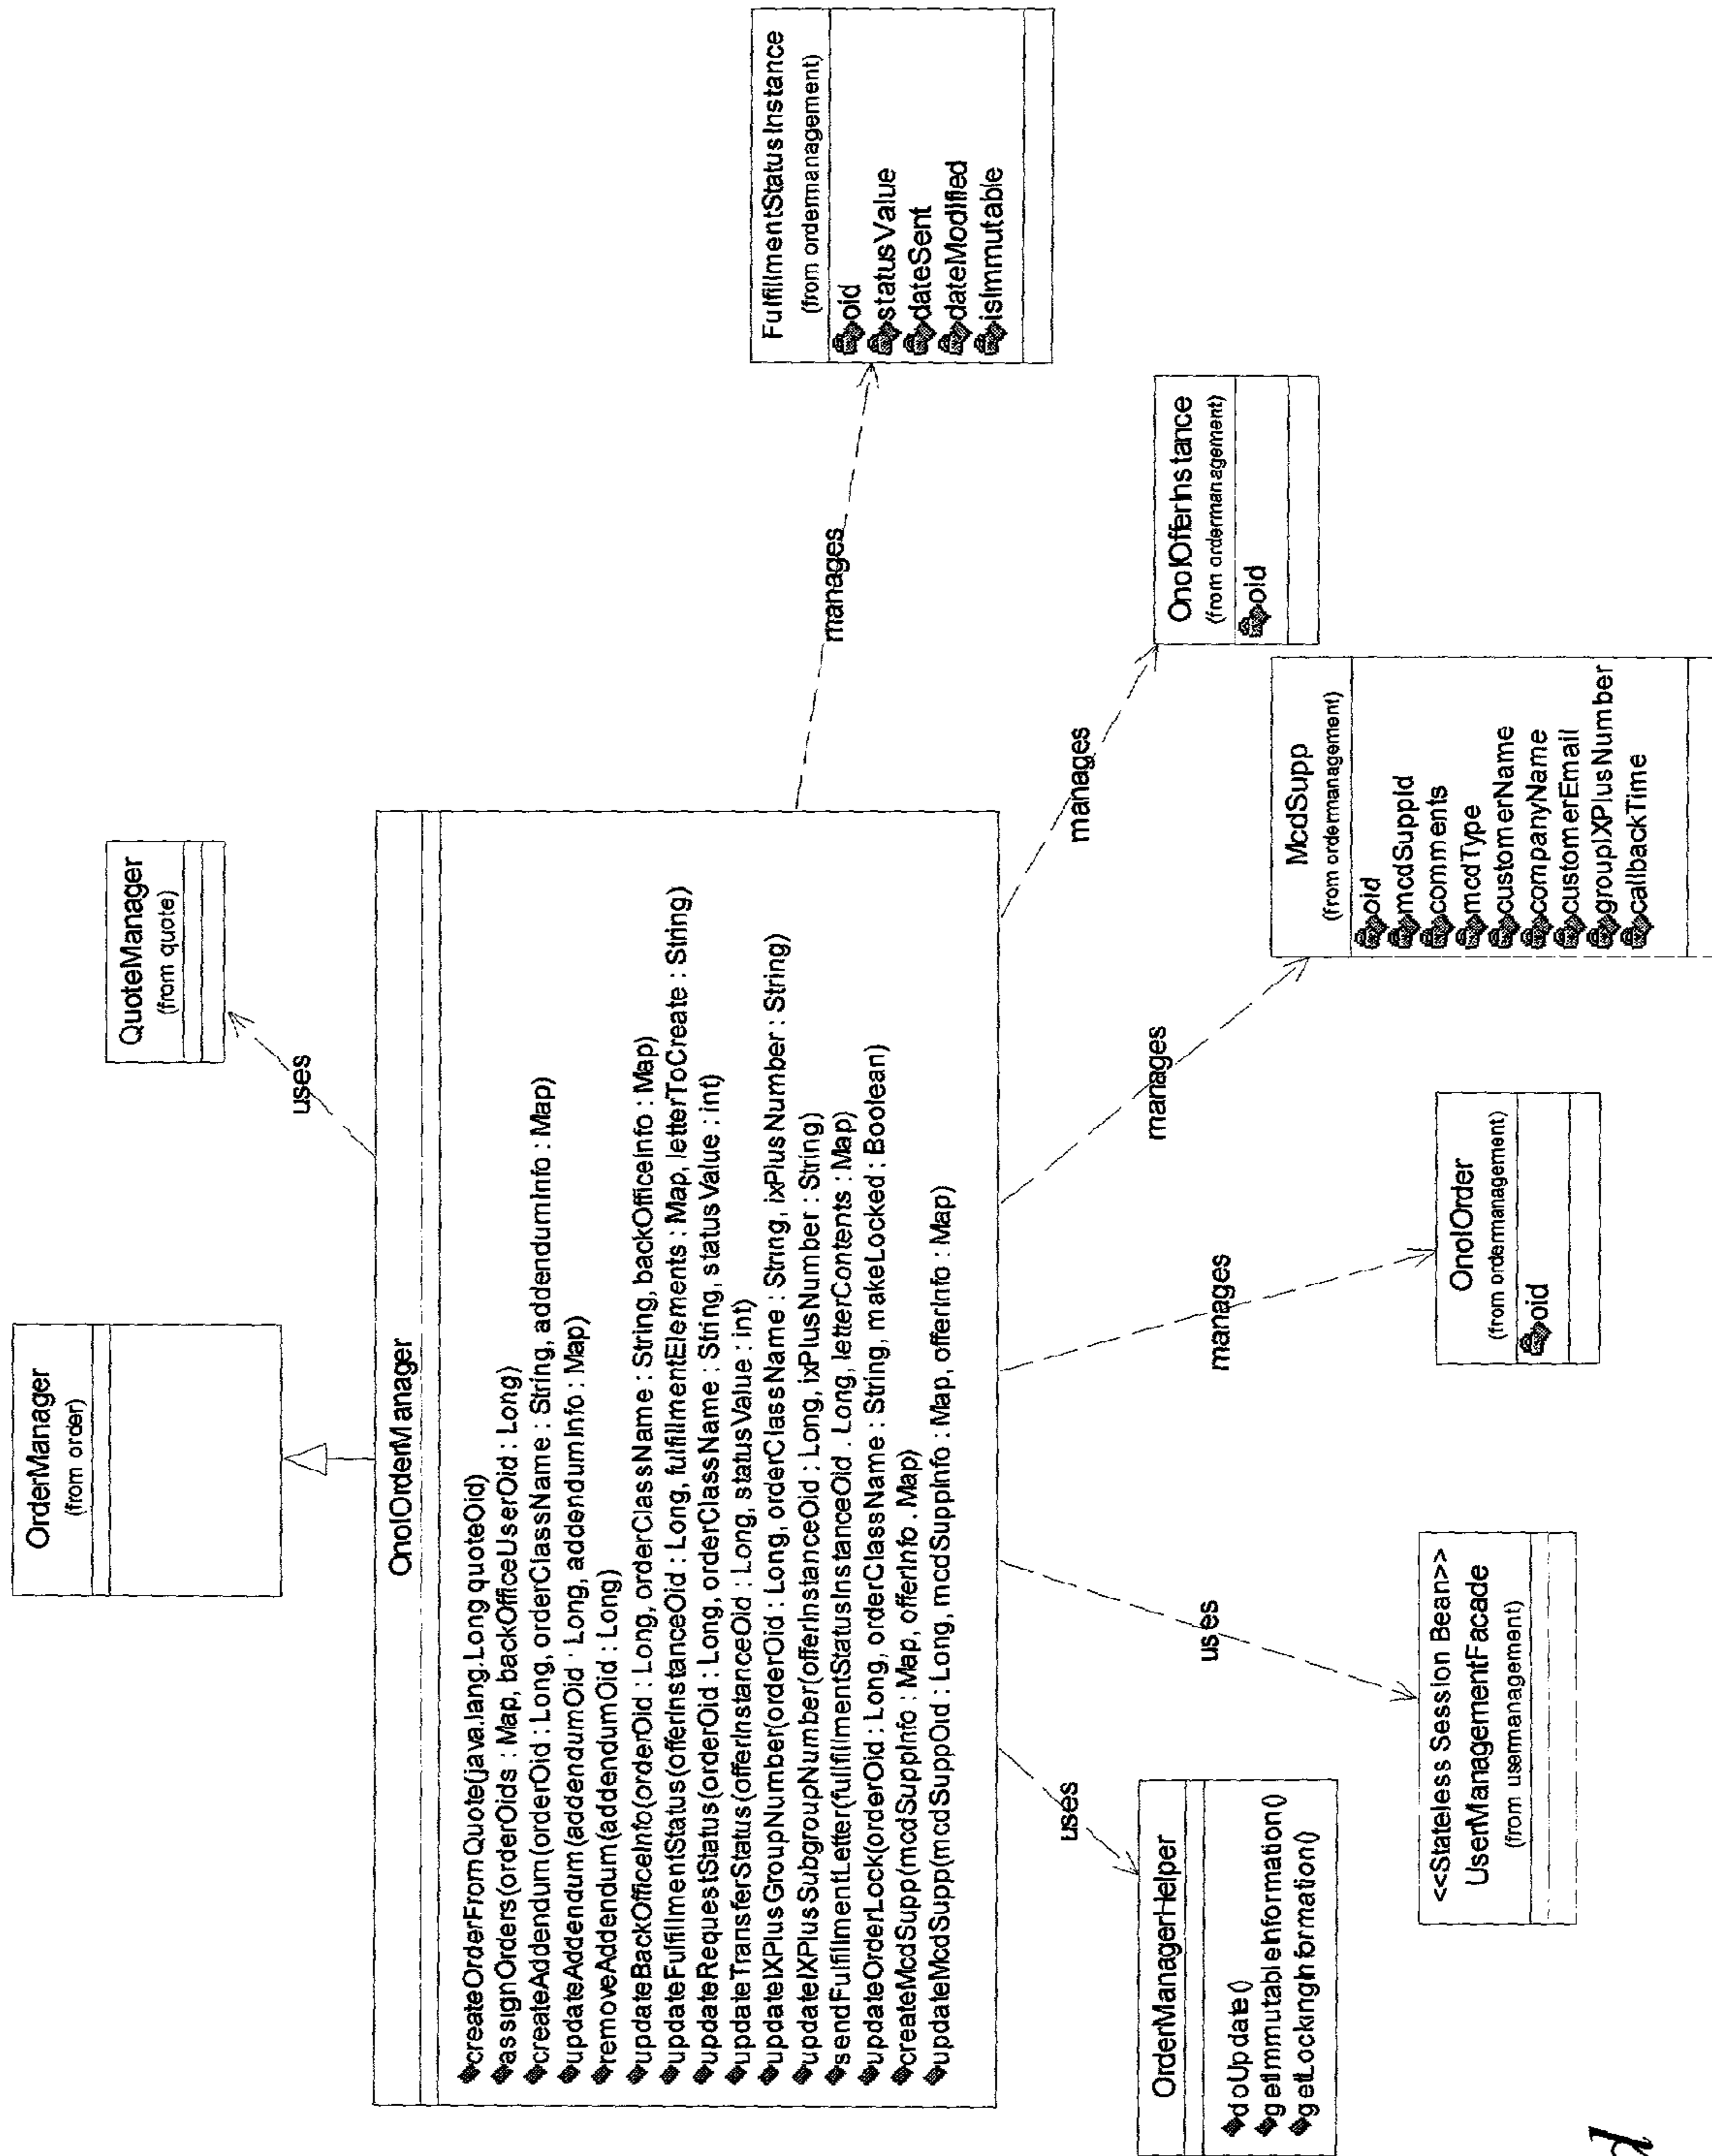 OrderManager
(from order)
QuoteManager
(from quote)
uses
OnolOrderManager
createOrderFromQuote(java.lang.Long quoteOid)
assignOrders(orderOids : Map, backOfficeUserOid : Long)
createAddendum(orderOid : Long, orderClassName : String, addendumInfo : Map)
updateAddendum(addendumOid : Long, addendumInfo : Map)
removeAddendum(addendumOid : Long)
updateBackOfficeInfo(orderOid : Long, orderClassName : String, backOfficeInfo : Map)
updateFulfillmentStatus(offerInstanceOid : Long, fulfillmentElements : Map, letterToCreate : String)
updateRequestStatus(orderOid : Long, orderClassName : String, statusValue : int)
updateTransferStatus(offerInstanceOid : Long, statusValue : int)
updateIXPlusGroupNumber(orderOid : Long, orderClassName : String, ixPlusNumber : String)
updateIXPlusSubgroupNumber(offerInstanceOid : Long, ixPlusNumber : String)
sendFulfillmentLetter(fullfillmentStatusInstanceOid : Long, letterContents : Map)
updateOrderLock(orderOid : Long, orderClassName : String, makeLocked : Boolean)
createMcdSupp(mcdSuppInfo : Map, offerInfo : Map)
updateMcdSupp(mcdSuppOid : Long, mcdSuppInfo : Map, offerInfo : Map)
manages
FulfillmentStatusInstance
(from ordermanagement)
oid
statusValue
dateSent
dateModified
isImmutable
manages
OnolOfferInstance
(from ordermanagement)
oid
manages
McdSupp
(from ordermanagement)
oid
mcdSuppId
comments
mcdType
customerName
companyName
customerEmail
groupIXPlusNumber
callbackTime
manages
OnolOrder
(from ordermanagement)
oid
uses
<<Stateless Session Bean>>
UserManagementFacade
(from usermanagement)
uses
OrderManagerHelper
doUpdate()
getImmutableInformation()
getLockingInformation()